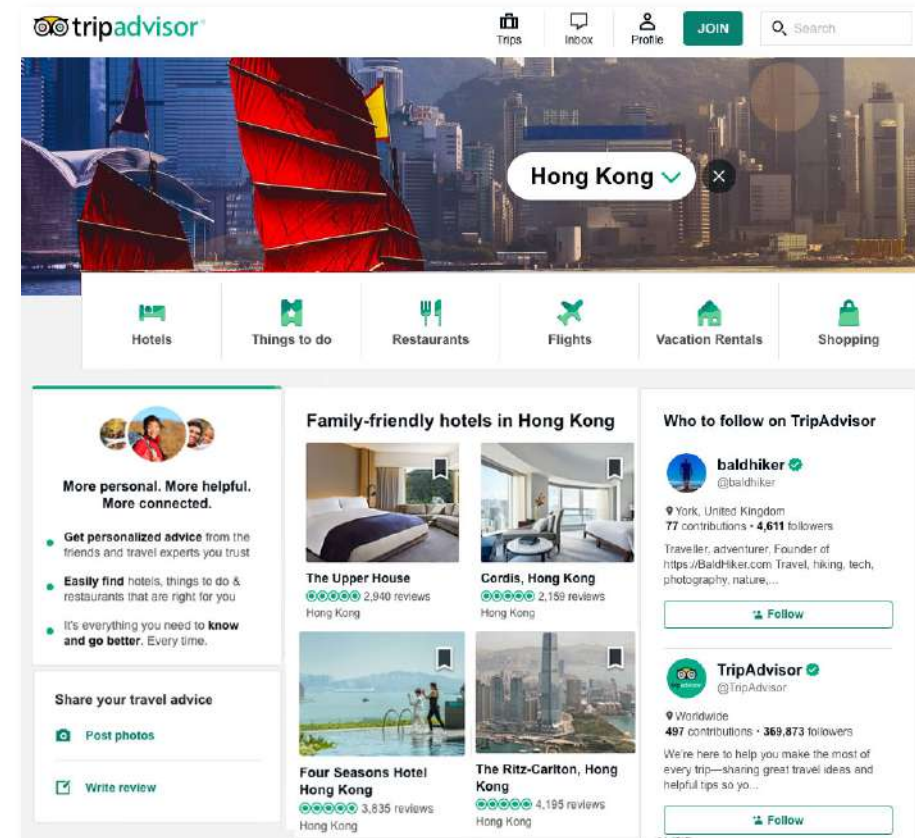 tripadvisor
Trips
Inbox
Profile
JOIN
Search
Hong Kong
Hotels
Things to do
Restaurants
Flights
Vacation Rentals
Shopping
More personal. More helpful.
More connected.
Get personalized advice from the
friends and travel experts you trust
Easily find hotels, things to do &
restaurants that are right for you
It's everything you need to know
and go better. Every time.
Share your travel advice
Post photos
Write review
Family-friendly hotels in Hong Kong
The Upper House
2,940 reviews
Hong Kong
Cordis, Hong Kong
2,159 reviews
Hong Kong
Four Seasons Hotel
Hong Kong
3,835 reviews
Hong Kong
The Ritz-Carlton, Hong
Kong
4,195 reviews
Hong Kong
Who to follow on TripAdvisor
baldhiker
@baldhiker
York, United Kingdom
77 contributions • 4,611 followers
Traveller, adventurer, Founder of
https://BaldHiker.com Travel, hiking, tech,
photography, nature,...
Follow
TripAdvisor
@TripAdvisor
Worldwide
497 contributions • 369,873 followers
We're here to help you make the most of
every trip—sharing great travel ideas and
helpful tips so yo...
Follow